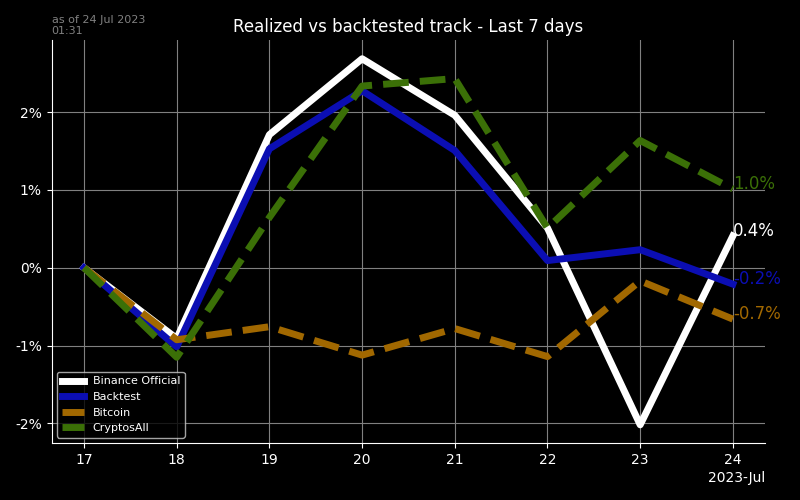 as of 24 Jul 2023
01:31
Realized vs backtested track - Last 7 days
2%
1%
0%
-1%
-2%
1.0%
0.4%
-0.2%
-0.7%
Binance Official
Backtest
Bitcoin
CryptosAll
17 18 19 20 21 22 23 24
2023-Jul